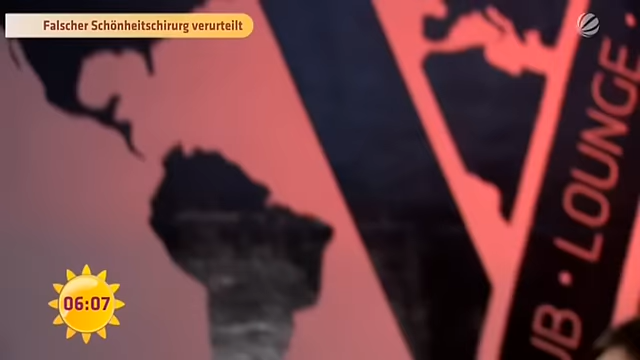 Falscher Schönheitschirurg verurteilt
UB • LOUNGE •
06:07